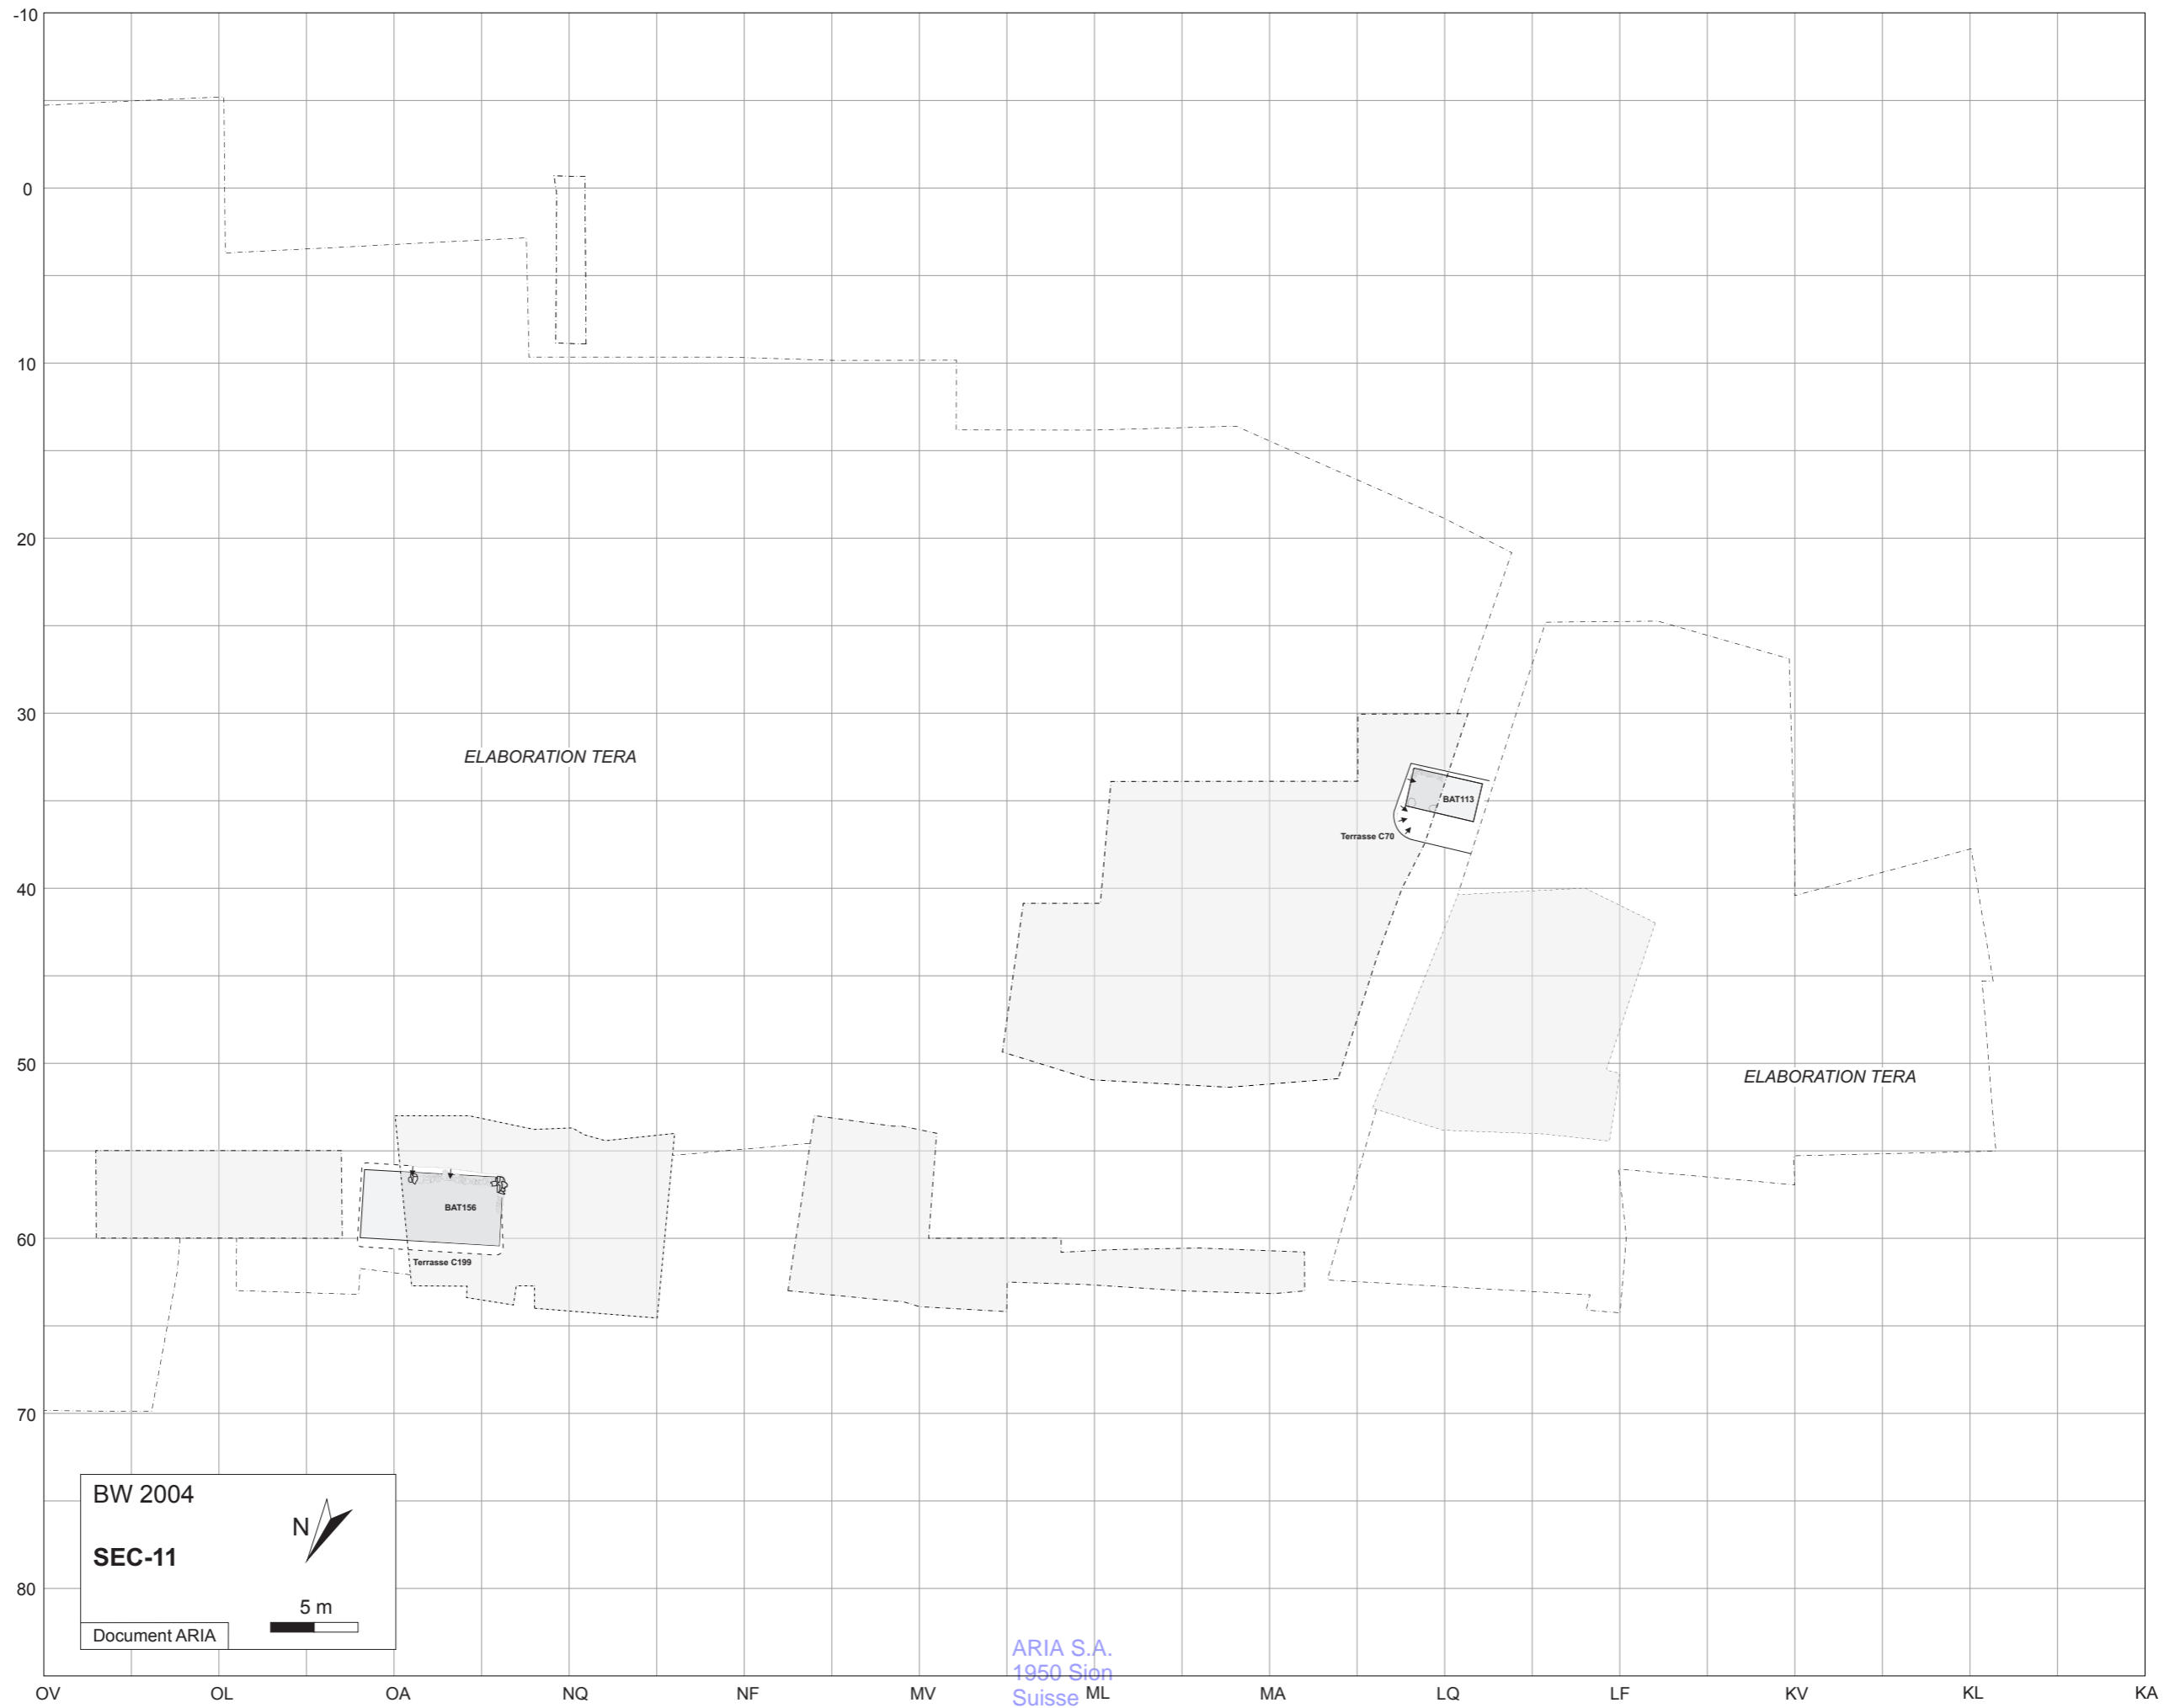 -10
0
10
20
30
ELABORATION TERA
BAT113
Terrasse C70
40
50
ELABORATION TERA
BAT156
60
Terrasse C199
70
BW 2004
N
SEC-11
80
5 m
Document ARIA
ARIA S.A.
1950 Sion
Suisse
OV OL OA NQ NF MV ML MA LQ LF KV KL KA